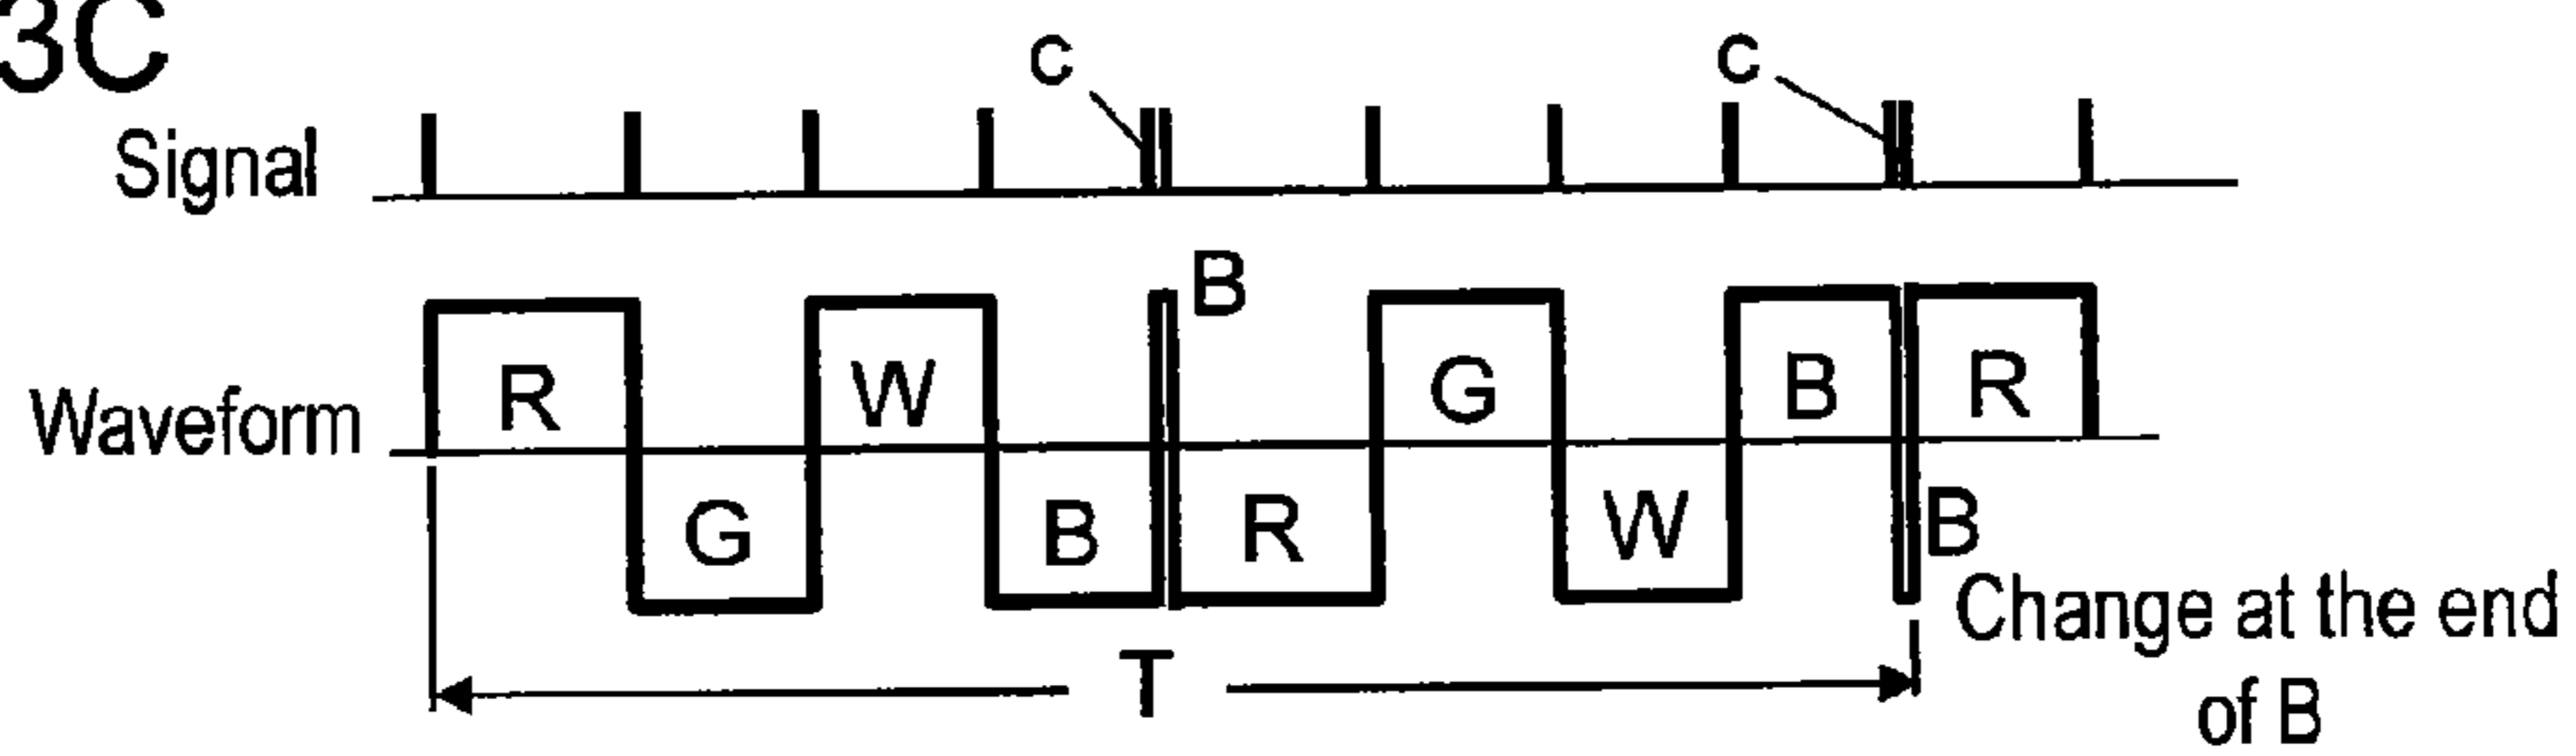 3C
C C
Signal
B
R W G B R
Waveform
G B R W B
Change at the end
T
of B